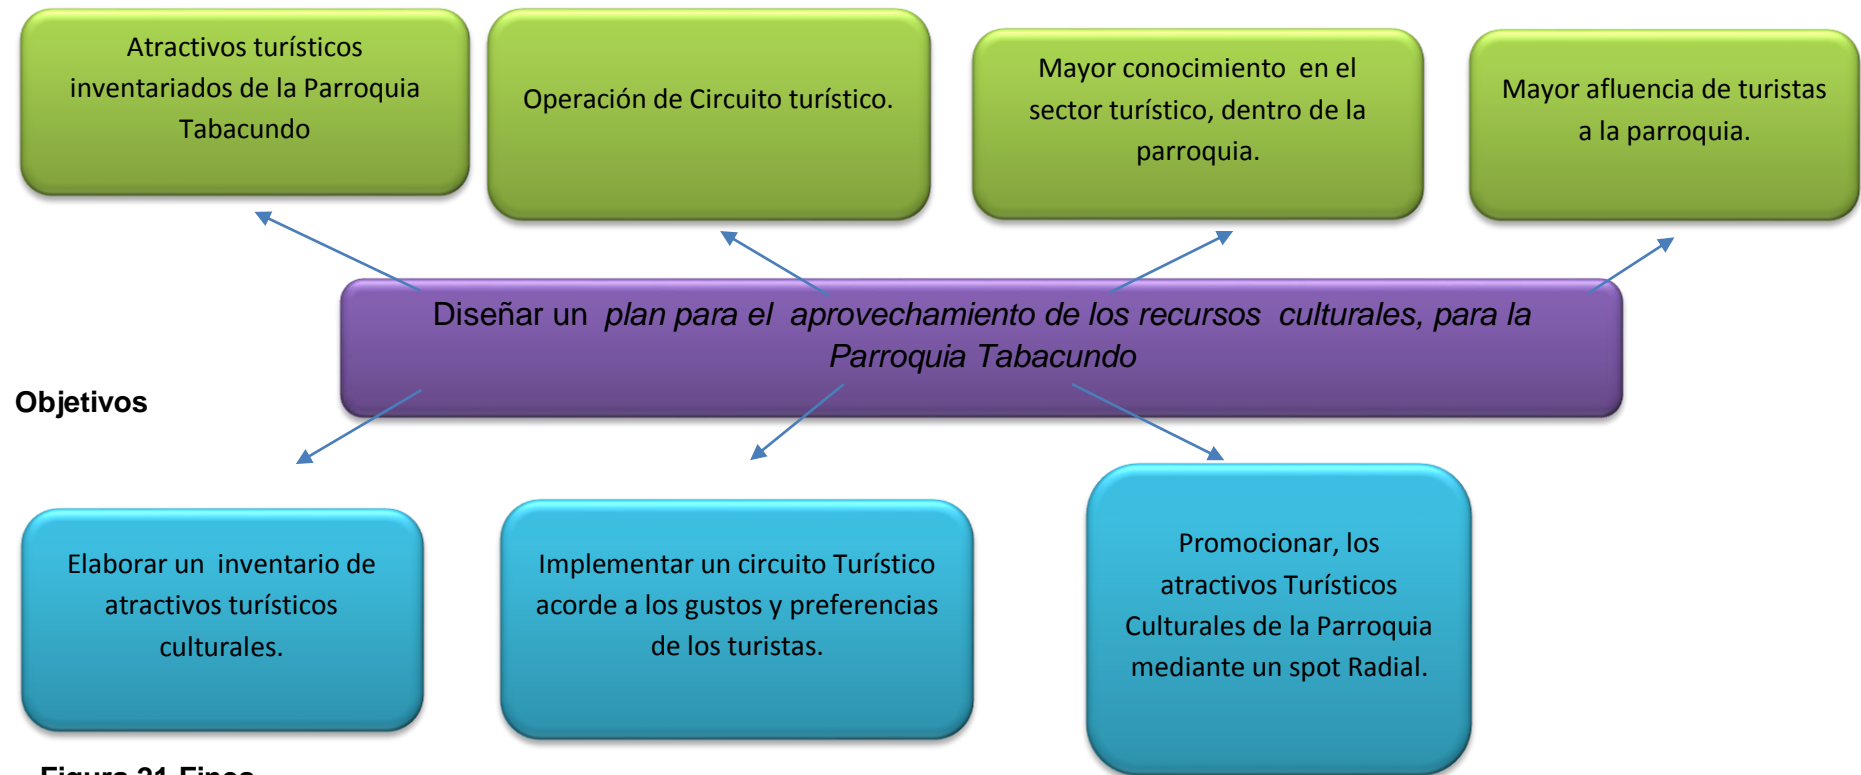 Atractivos turísticos
inventariados de la Parroquia
Tabacundo
Operación de Circuito turístico.
Mayor conocimiento en el
sector turístico, dentro de la
parroquia.
Mayor afluencia de turistas
a la parroquia.
Diseñar un plan para el aprovechamiento de los recursos culturales, para la
Parroquia Tabacundo
Objetivos
Elaborar un inventario de
atractivos turísticos
culturales.
Implementar un circuito Turístico
acorde a los gustos y preferencias
de los turistas.
Promocionar, los
atractivos Turísticos
Culturales de la Parroquia
mediante un spot Radial.
Figura 21 Fines